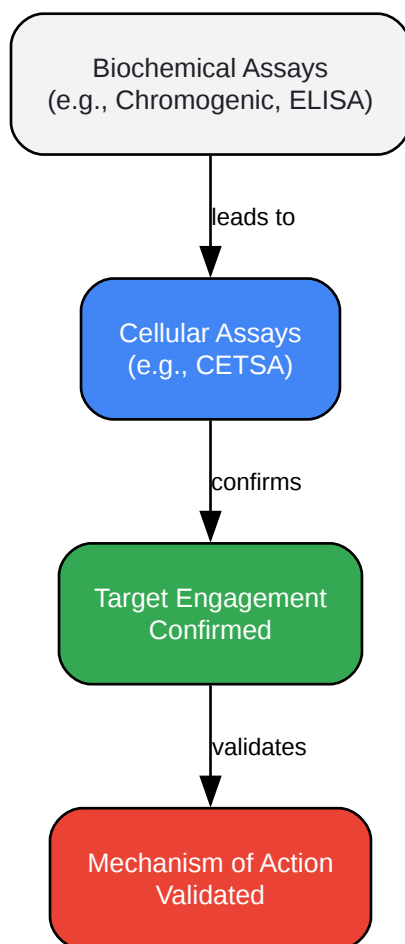 Biochemical Assays
(e.g., Chromogenic, ELISA)
leads to
Cellular Assays
(e.g., CETSA)
confirms
Target Engagement
Confirmed
validates
Mechanism of Action
Validated